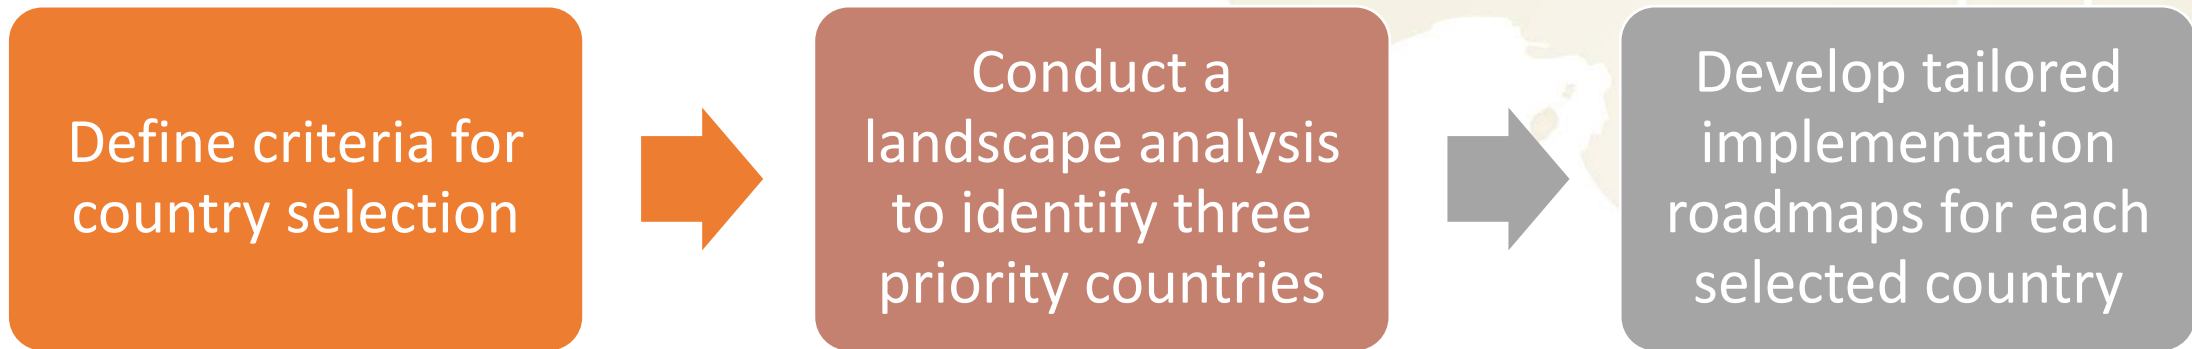 Define criteria for
country selection
Conduct a
landscape analysis
to identify three
priority countries
Develop tailored
implementation
roadmaps for each
selected country